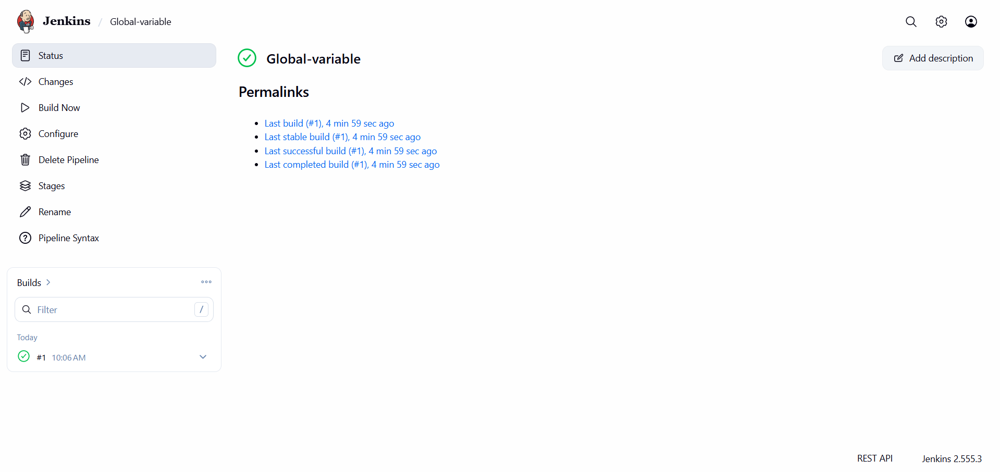 Jenkins / Global-variable
Status
Changes
Build Now
Configure
Delete Pipeline
Stages
Rename
Pipeline Syntax
Builds
Filter /
Today
#1 10:06 AM
Global-variable
Add description
Permalinks
Last build (#1), 4 min 59 sec ago
Last stable build (#1), 4 min 59 sec ago
Last successful build (#1), 4 min 59 sec ago
Last completed build (#1), 4 min 59 sec ago
REST API
Jenkins 2.555.3